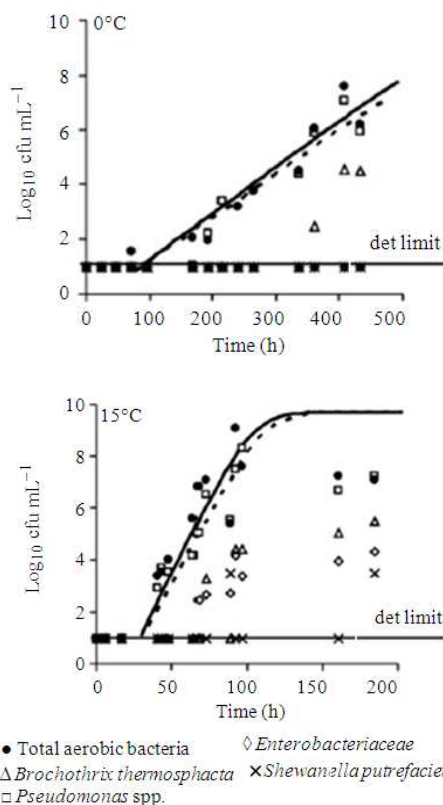 0°C
10
8
6
4
2
0
Log₁₀ cfu mL⁻¹
det limit
0 100 200 300 400 500
Time (h)
15°C
10
8
6
4
2
0
Log₁₀ cfu mL⁻¹
det limit
0 50 100 150 200
Time (h)
● Total aerobic bacteria ◊ Enterobacteriaceae
Δ Brochothrix thermosphacta × Shewanella putrefacien
□ Pseudomonas spp.